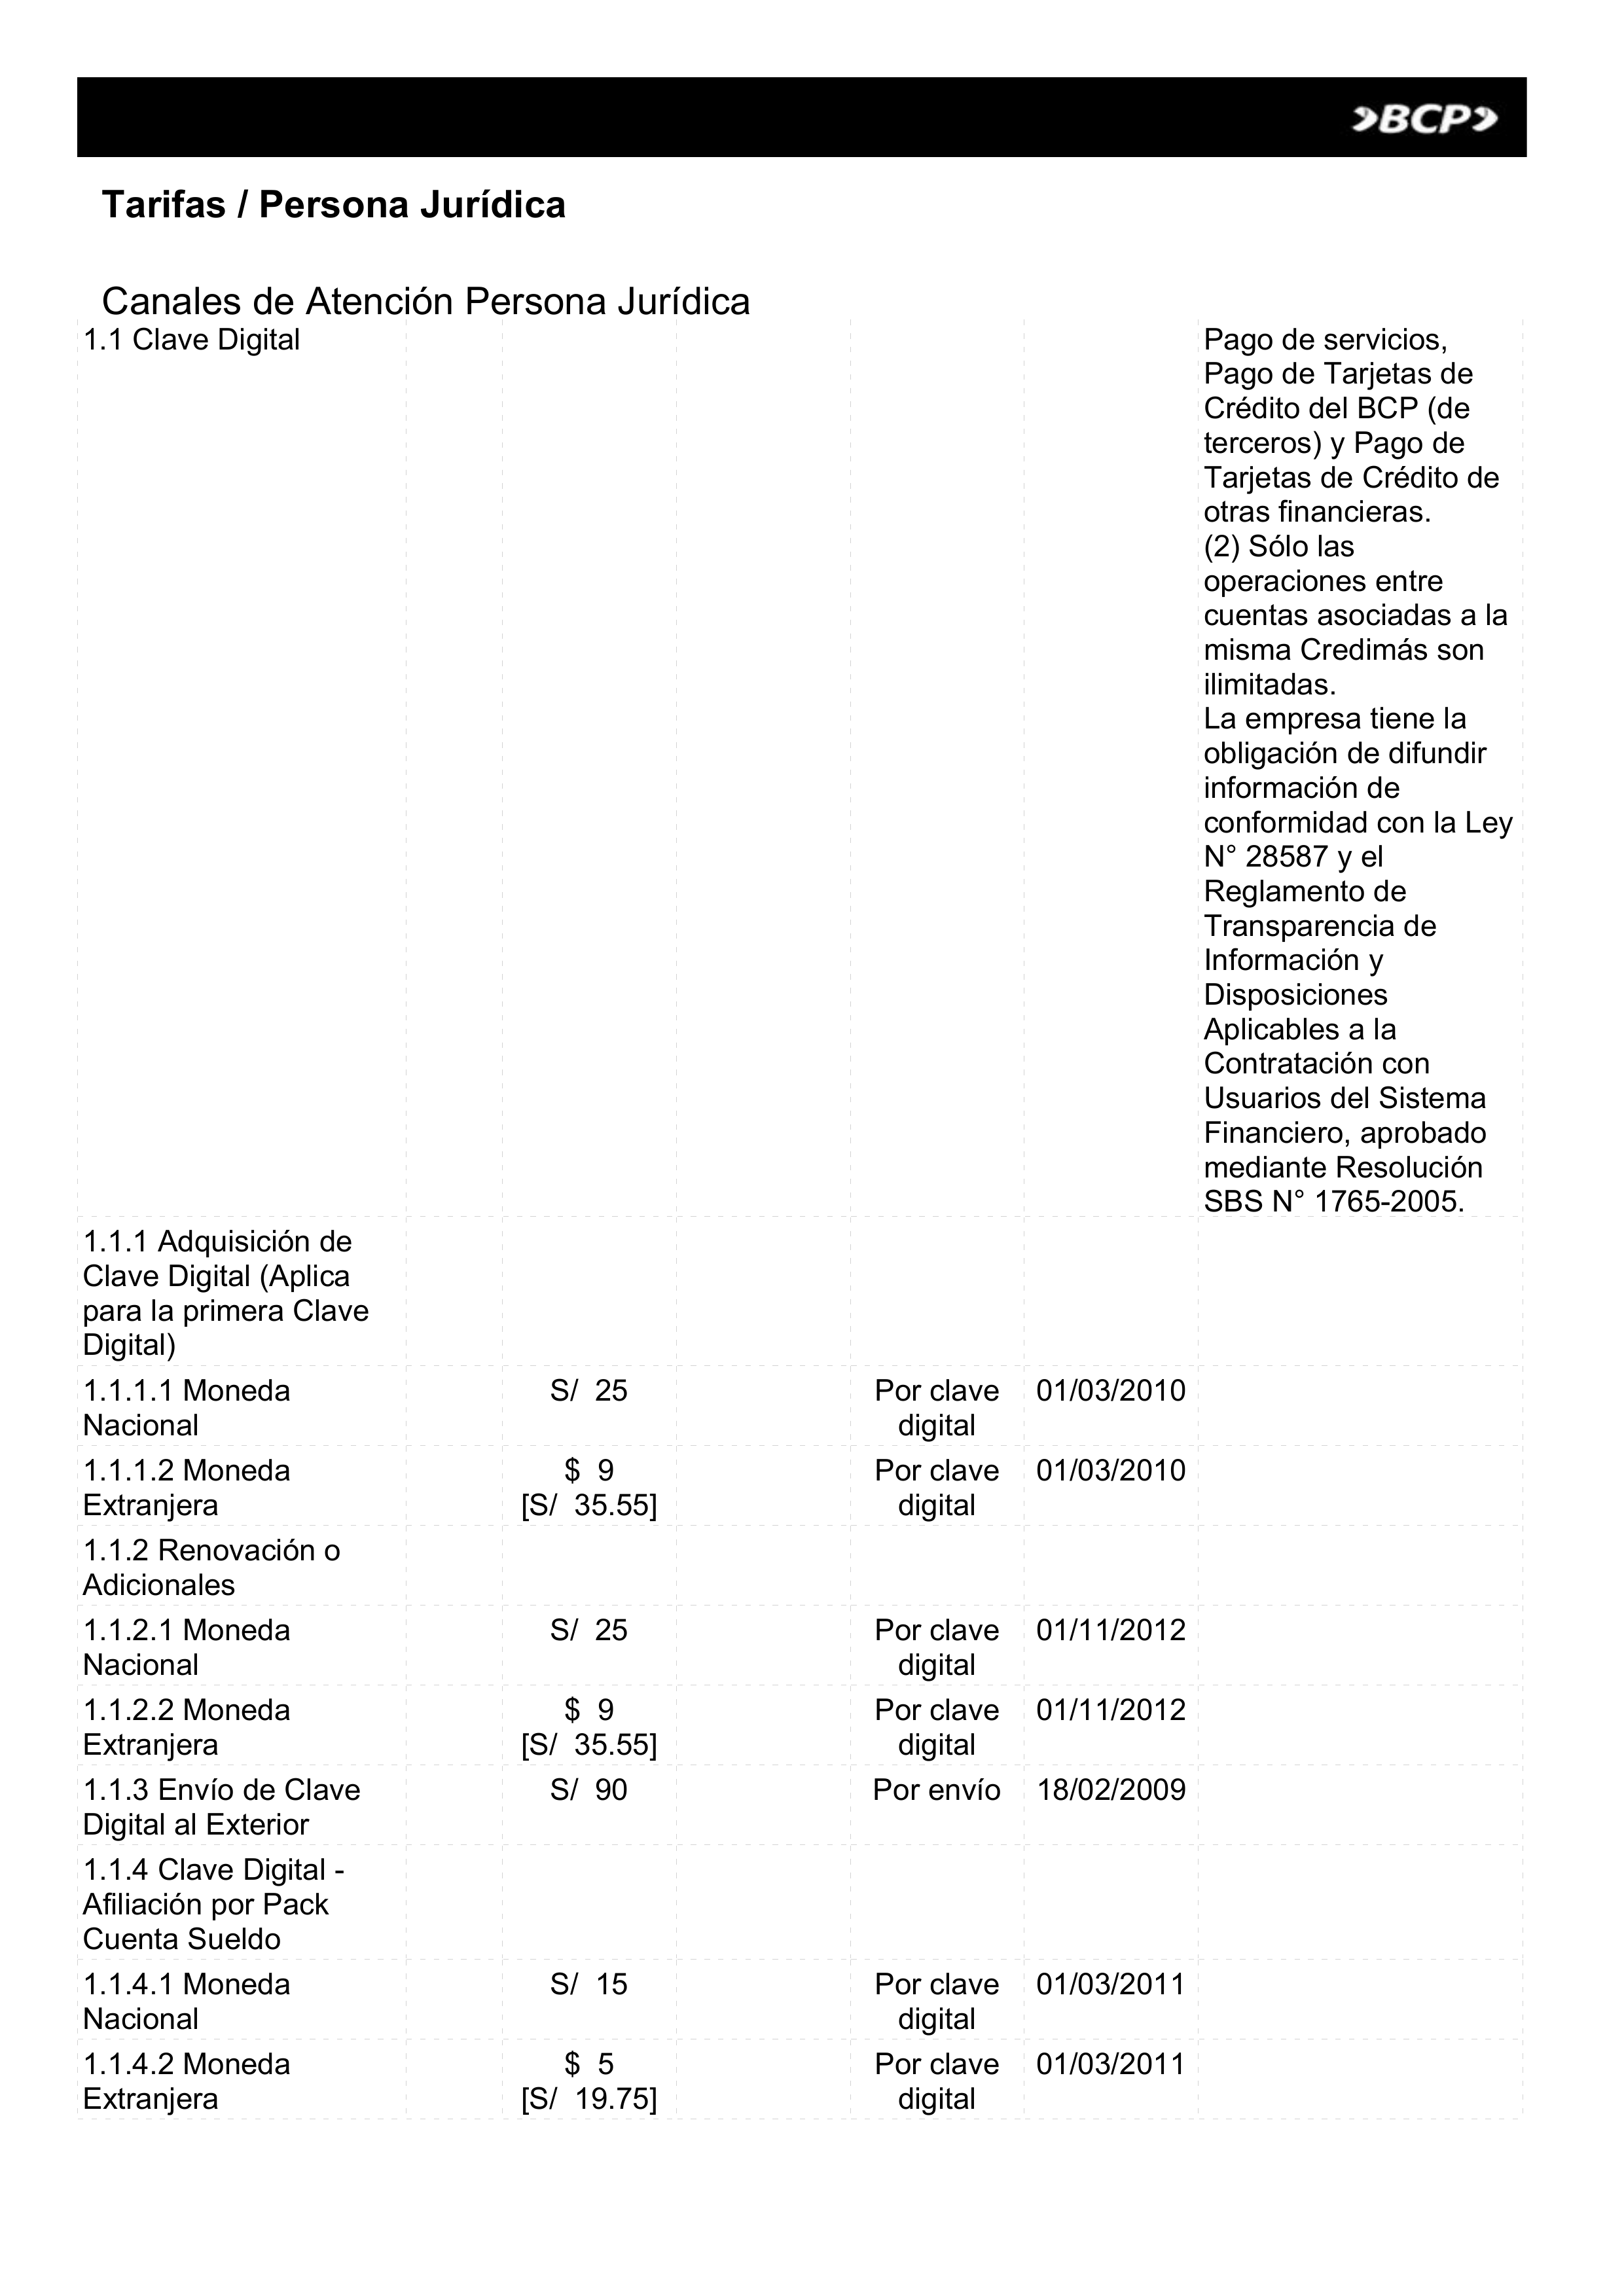 BCP
Tarifas / Persona Jurídica
Canales de Atención Persona Jurídica
1.1 Clave Digital
Pago de servicios,
Pago de Tarjetas de
Crédito del BCP (de
terceros) y Pago de
Tarjetas de Crédito de
otras financieras.
(2) Sólo las
operaciones entre
cuentas asociadas a la
misma Credimás son
ilimitadas.
La empresa tiene la
obligación de difundir
información de
conformidad con la Ley
N° 28587 y el
Reglamento de
Transparencia de
Información y
Disposiciones
Aplicables a la
Contratación con
Usuarios del Sistema
Financiero, aprobado
mediante Resolución
SBS N° 1765-2005.
1.1.1 Adquisición de
Clave Digital (Aplica
para la primera Clave
Digital)
1.1.1.1 Moneda S/ 25 Por clave 01/03/2010
Nacional digital
1.1.1.2 Moneda $ 9 Por clave 01/03/2010
Extranjera [S/ 35.55] digital
1.1.2 Renovación o
Adicionales
1.1.2.1 Moneda S/ 25 Por clave 01/11/2012
Nacional digital
1.1.2.2 Moneda $ 9 Por clave 01/11/2012
Extranjera [S/ 35.55] digital
1.1.3 Envío de Clave S/ 90 Por envío 18/02/2009
Digital al Exterior
1.1.4 Clave Digital -
Afiliación por Pack
Cuenta Sueldo
1.1.4.1 Moneda S/ 15 Por clave 01/03/2011
Nacional digital
1.1.4.2 Moneda $ 5 Por clave 01/03/2011
Extranjera [S/ 19.75] digital